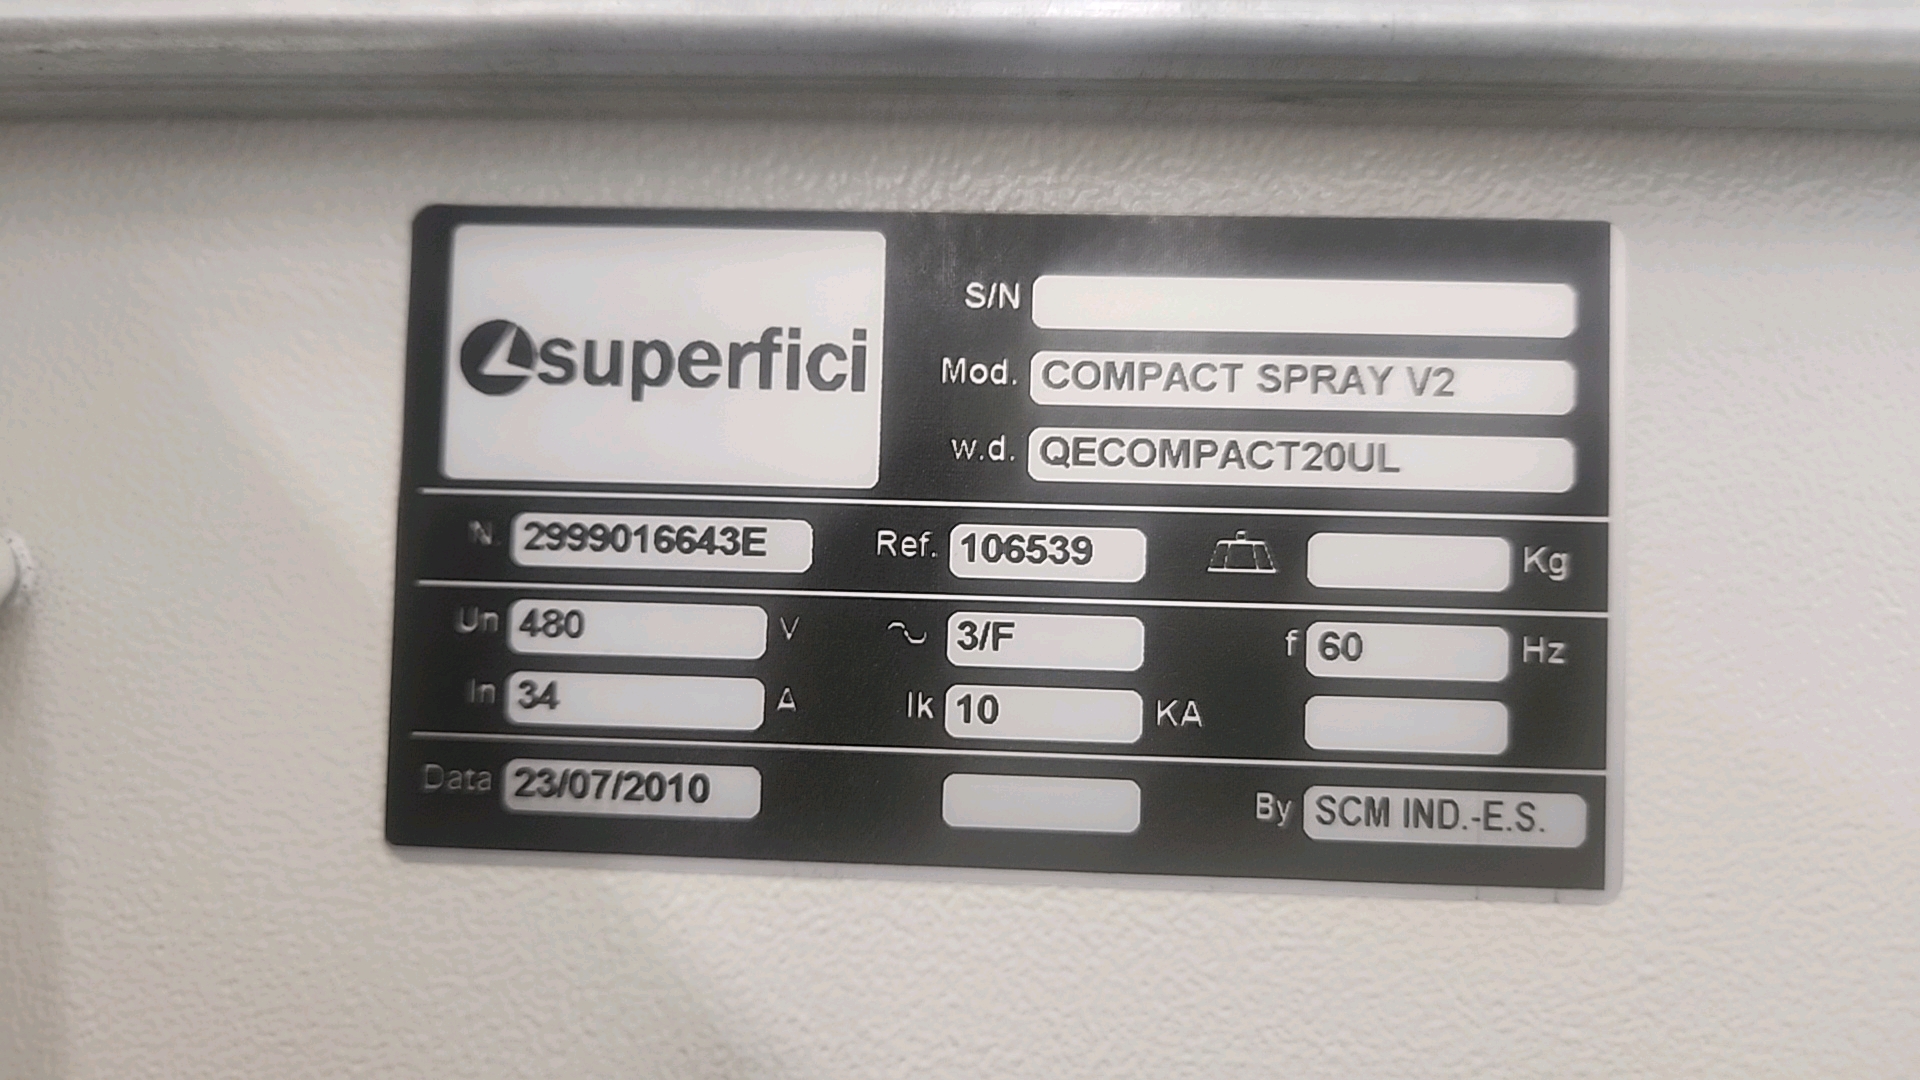 superfici
S/N
Mod. COMPACT SPRAY V2
w.d. QECOMPACT20UL
N. 2999016643E Ref. 106539 Kg
Un 480 V ~ 3/F f 60 Hz
In 34 A Ik 10 KA
Data 23/07/2010 By SCM IND.-E.S.